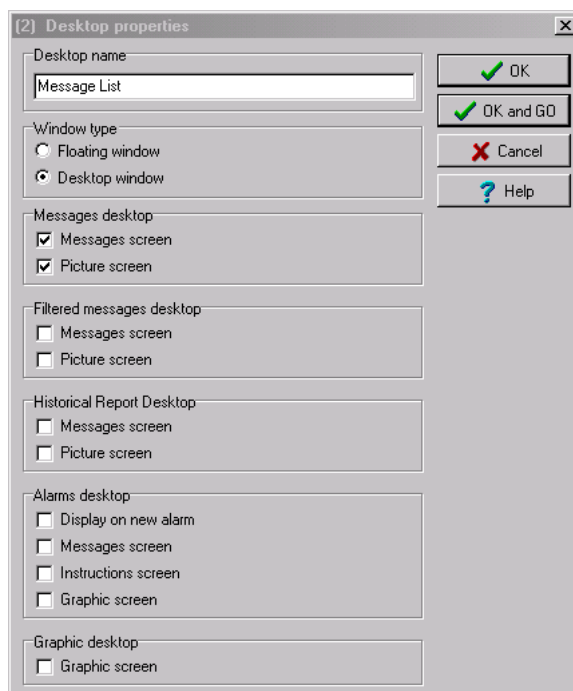 (2) Desktop properties
Desktop name
Message List
Window type
Floating window
Desktop window
Messages desktop
Messages screen
Picture screen
Filtered messages desktop
Messages screen
Picture screen
Historical Report Desktop
Messages screen
Picture screen
Alarms desktop
Display on new alarm
Messages screen
Instructions screen
Graphic screen
Graphic desktop
Graphic screen
OK
OK and GO
Cancel
Help